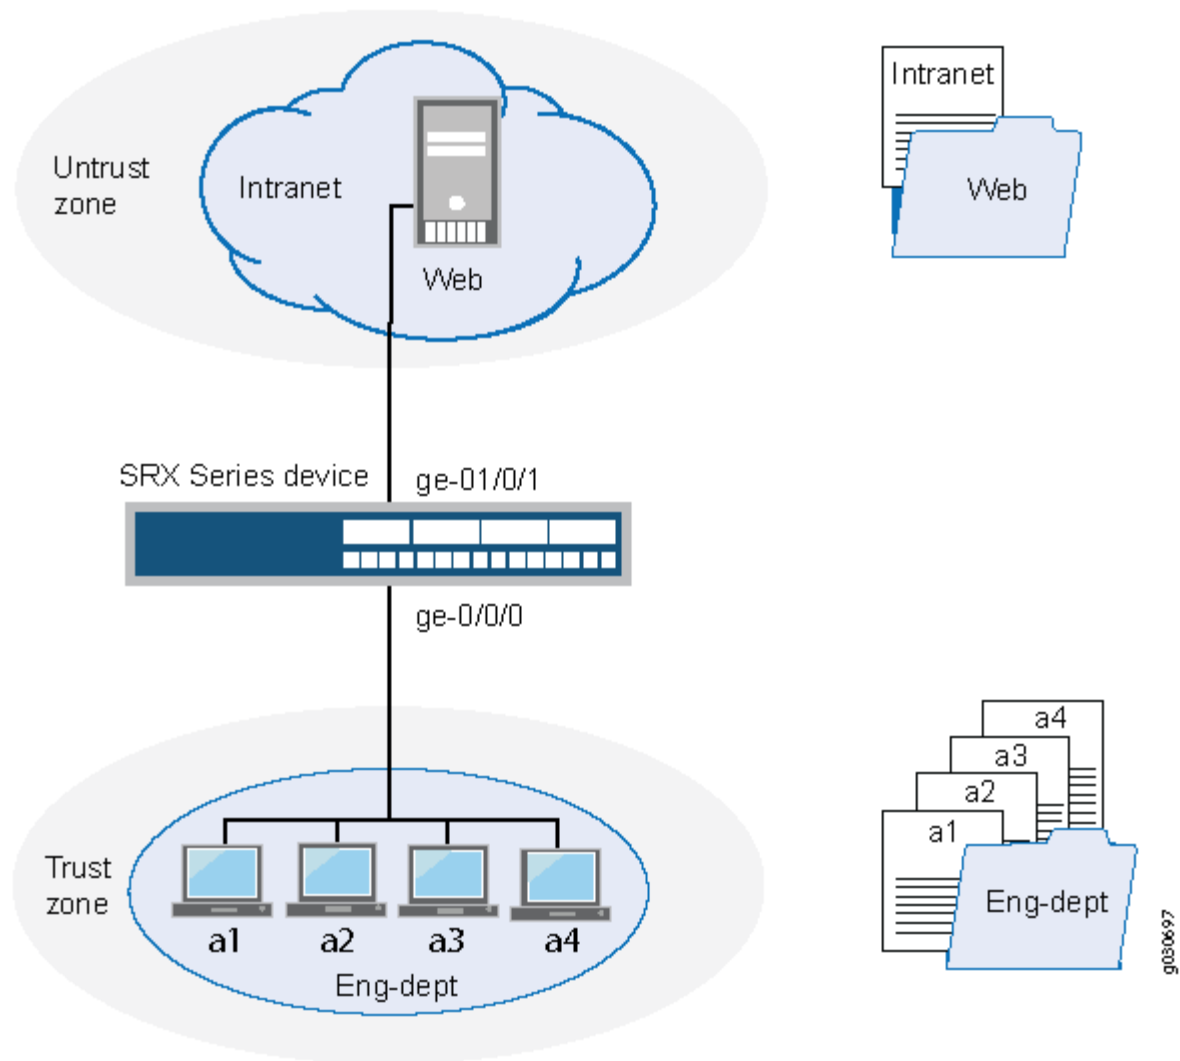 Intranet
Untrust
zone
Intranet
Web
Web
SRX Series device
ge-01/0/1
ge-0/0/0
a4
a3
a2
a1
Trust
zone
Eng-dept
a1
a2
a3
a4
Eng-dept
g030697